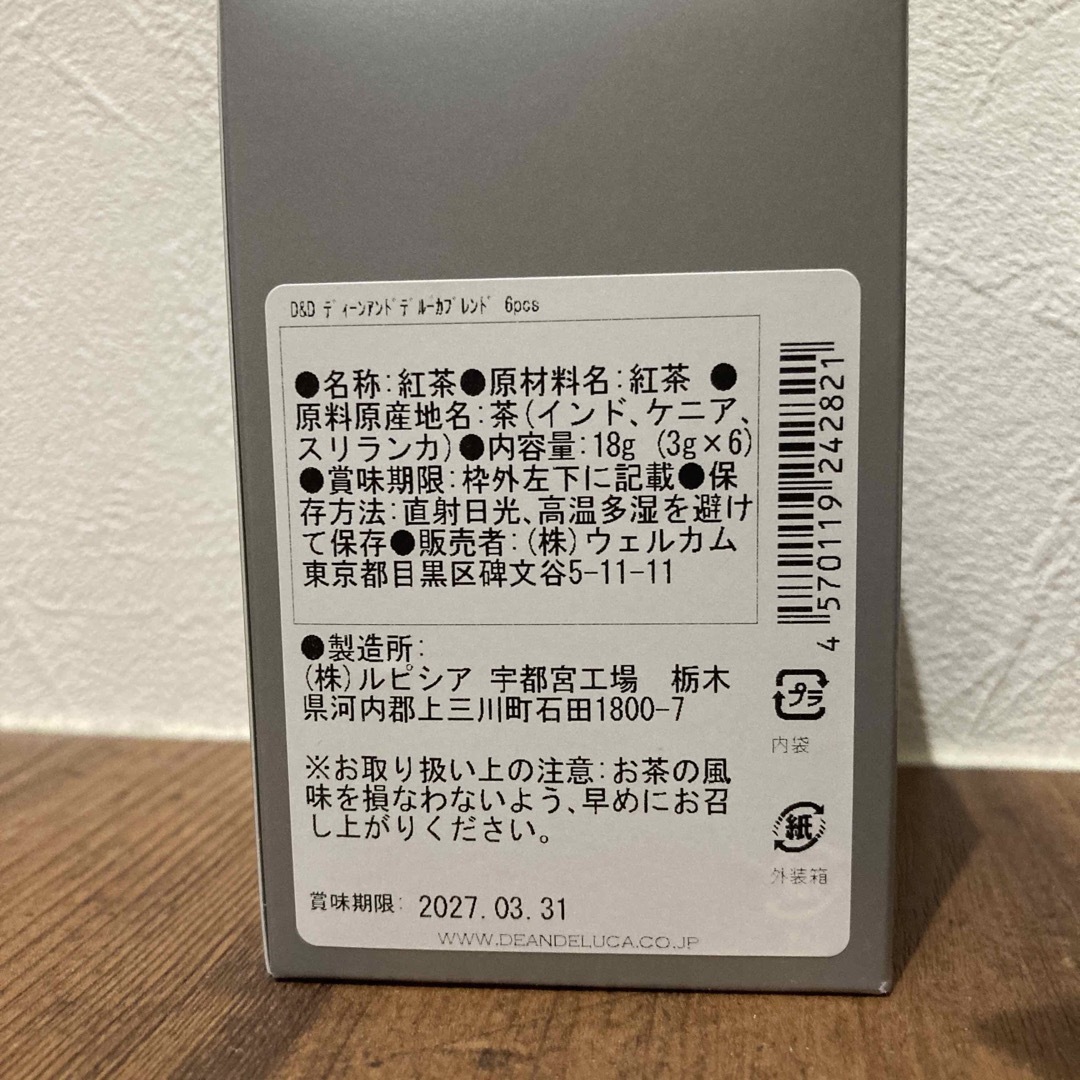 D&D ﾃﾞｨｰﾝｱﾝﾄﾞﾃﾞﾙｰｶﾌﾞﾚﾝﾄﾞ 6pcs
●名称:紅茶●原材料名:紅茶 ●
原料原産地名:茶(インド、ケニア、
スリランカ)●内容量:18g (3g×6)
●賞味期限:枠外左下に記載●保
存方法:直射日光、高温多湿を避け
て保存●販売者:(株)ウェルカム
東京都目黒区碑文谷5-11-11
●製造所:
(株)ルピシア 宇都宮工場 栃木
県河内郡上三川町石田1800-7
※お取り扱い上の注意:お茶の風
味を損なわないよう、早めにお召
し上がりください。
賞味期限: 2027.03.31
WWW.DEANDELUCA.CO.JP
4 570119 242821
プラ
内袋
紙
外装箱